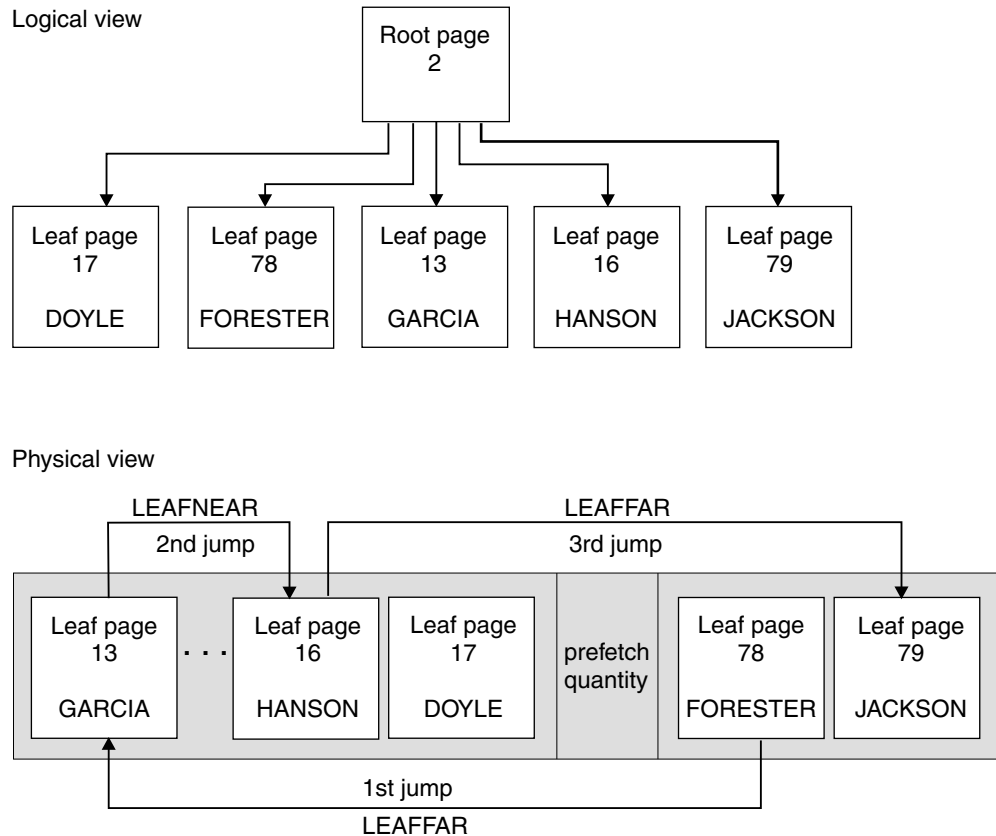 Logical view
Root page
2
Leaf page
17
DOYLE
Leaf page
78
FORESTER
Leaf page
13
GARCIA
Leaf page
16
HANSON
Leaf page
79
JACKSON
Physical view
LEAFNEAR
2nd jump
LEAFFAR
3rd jump
Leaf page
13
GARCIA
. . .
Leaf page
16
HANSON
Leaf page
17
DOYLE
prefetch
quantity
Leaf page
78
FORESTER
Leaf page
79
JACKSON
1st jump
LEAFFAR